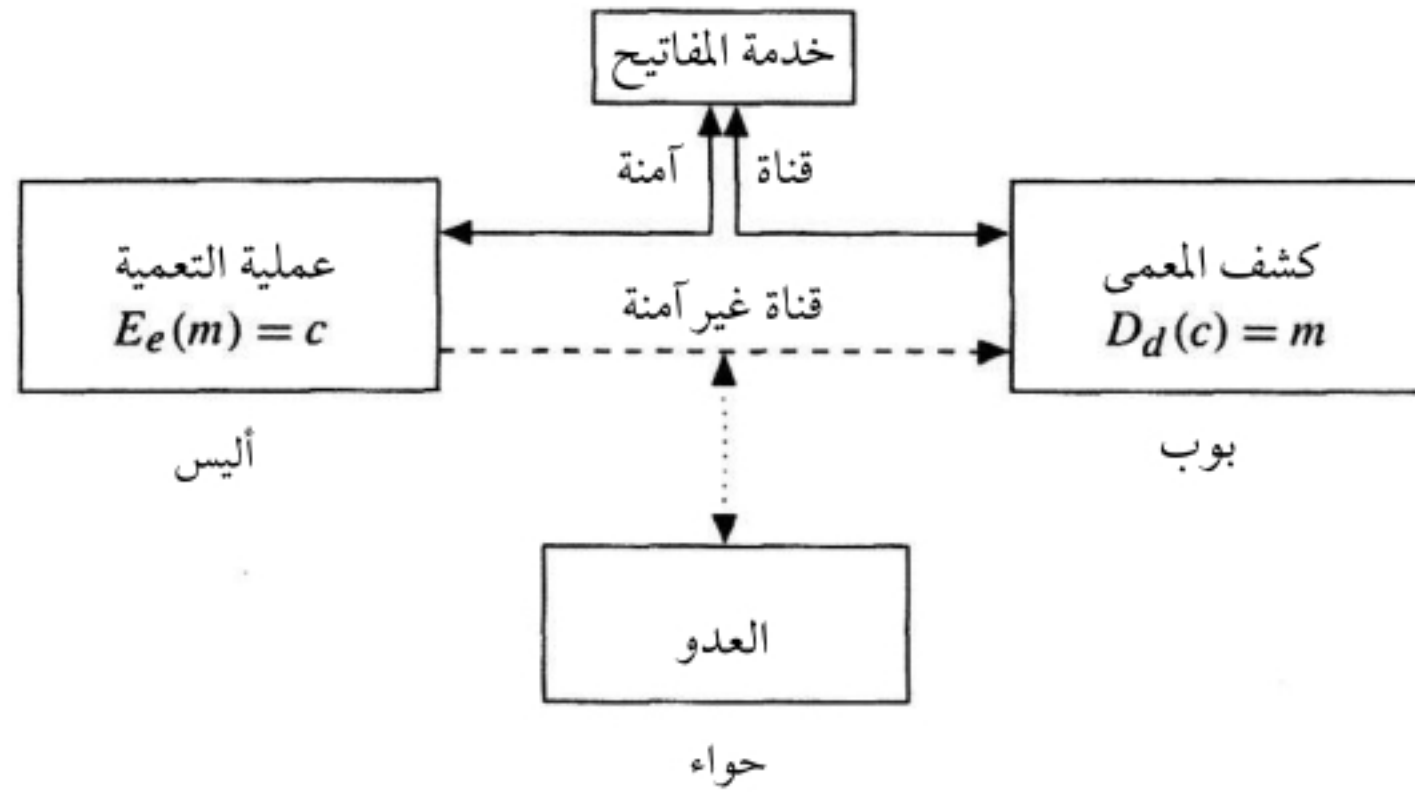 خدمة المفاتيح
قناة آمنة
عملية التعمية
E_e(m) = c
قناة غير آمنة
كشف المعمى
D_d(c) = m
أليس
بوب
العدو
حواء